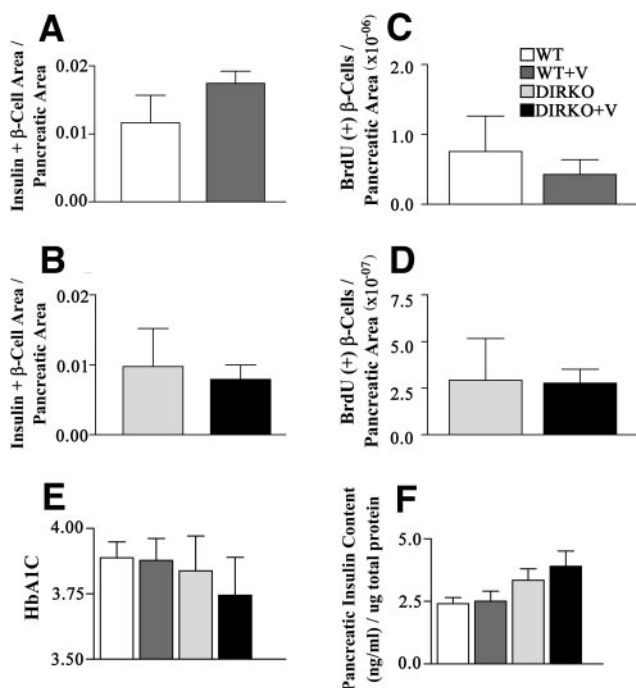 A
Insulin + β-Cell Area /
Pancreatic Area
0.02
0.01
0.00
C
BrdU (+) β-Cells /
Pancreatic Area (x10-06)
2.0
1.0
0.0
WT
WT+V
DIRKO
DIRKO+V
B
Insulin + β-Cell Area /
Pancreatic Area
0.02
0.01
0.00
D
BrdU (+) β-Cells /
Pancreatic Area (x10-07)
7.5
5.0
2.5
0.0
E
HbA1C
4.00
3.75
3.50
F
Pancreatic Insulin Content
(ng/ml) / ug total protein
5.0
2.5
0.0